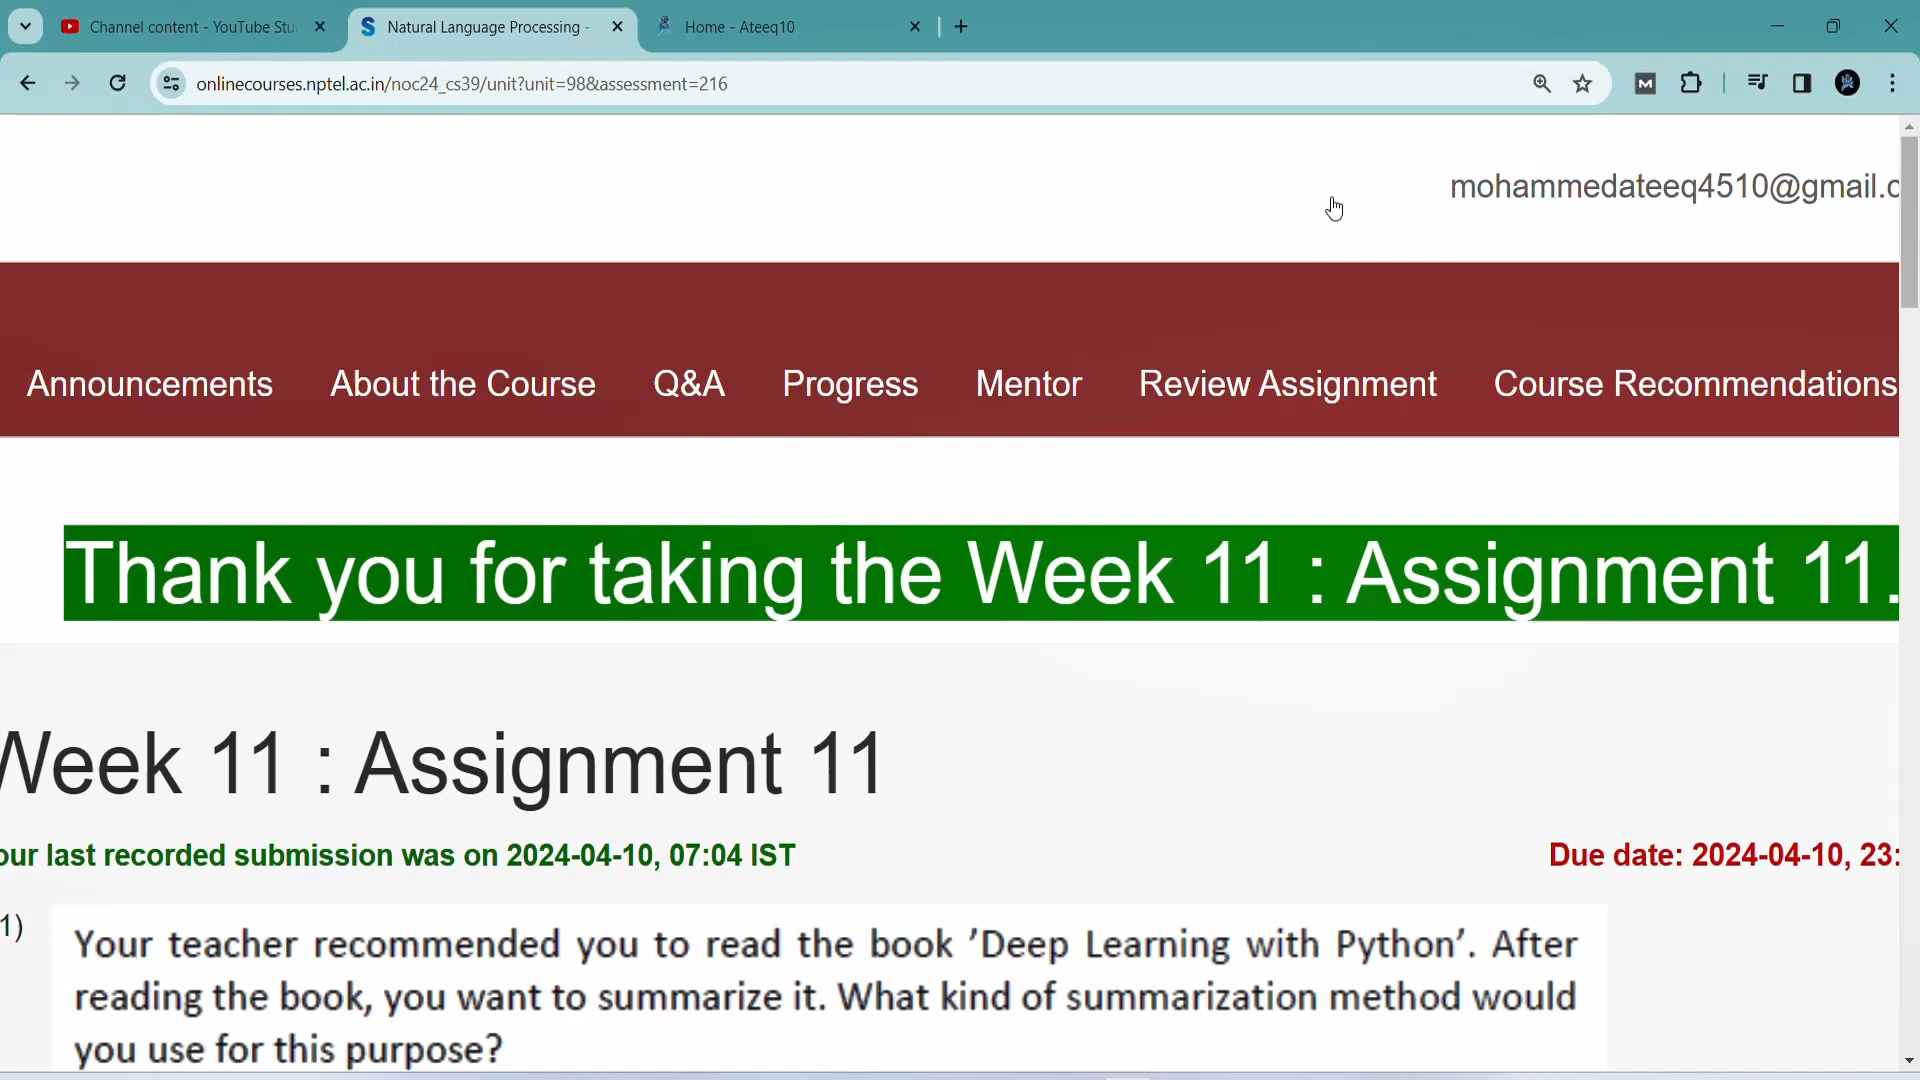 Channel content - YouTube Stu
Natural Language Processing -
Home - Ateeq10
onlinecourses.nptel.ac.in/noc24_cs39/unit?unit=98&assessment=216
mohammedateeq4510@gmail.c
Announcements About the Course Q&A Progress Mentor Review Assignment Course Recommendations
Thank you for taking the Week 11 : Assignment 11.
Week 11 : Assignment 11
our last recorded submission was on 2024-04-10, 07:04 IST
Due date: 2024-04-10, 23:
1) Your teacher recommended you to read the book ’Deep Learning with Python’. After
reading the book, you want to summarize it. What kind of summarization method would
you use for this purpose?